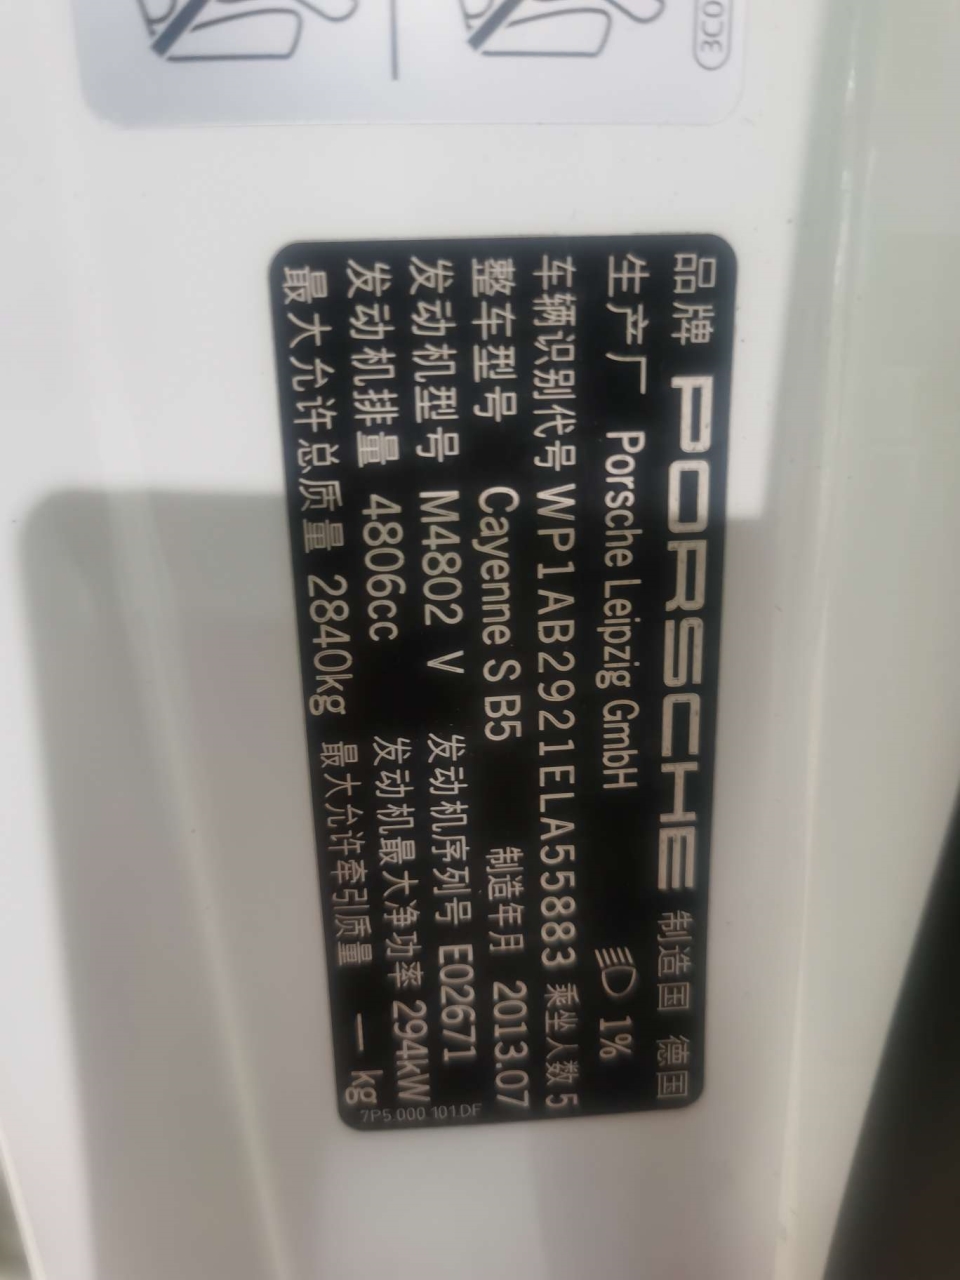 3C0
品牌 PORSCHE 制造国 德国
生产厂 Porsche Leipzig GmbH 1%
车辆识别代号 WP1AB2921ELA55883 乘坐人数 5
整车型号 Cayenne S B5 制造年月 2013.07
发动机型号 M4802 V 发动机序列号 E02671
发动机排量 4806cc 发动机最大净功率 294kW
最大允许总质量 2840kg 最大允许牵引质量 — kg
7P5.000 101.DF